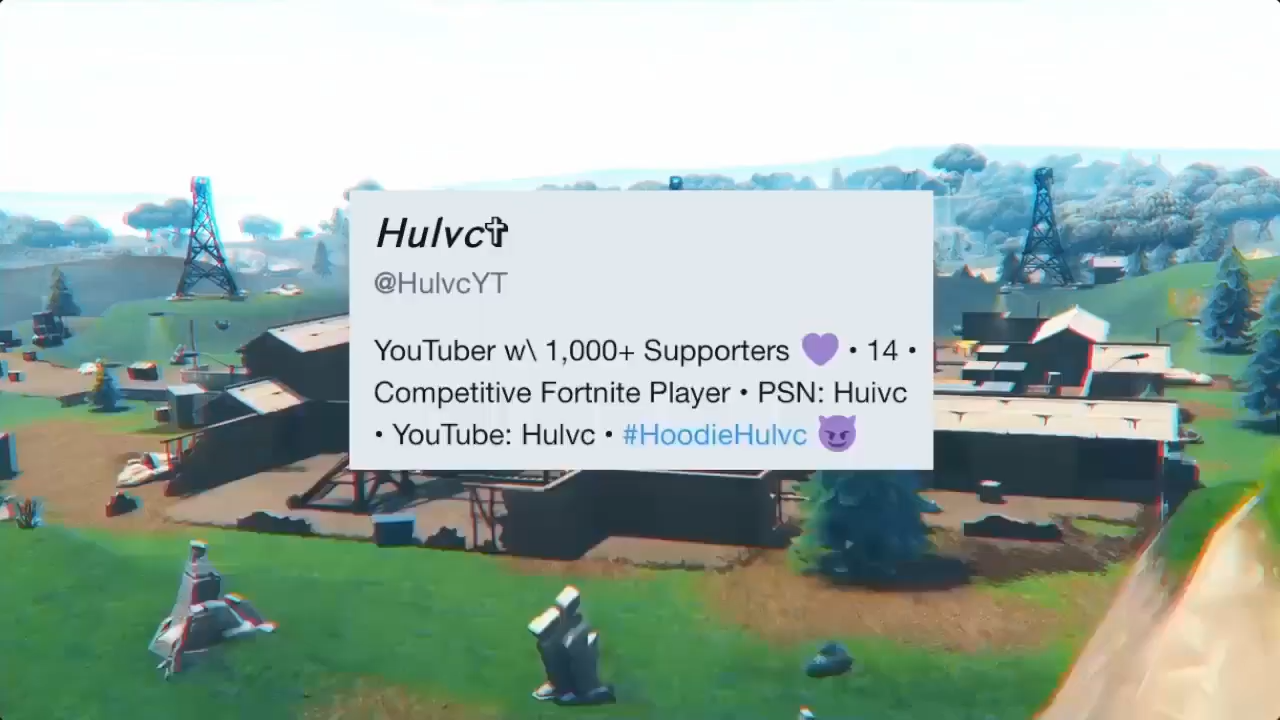 Hulvc✞
@HulvcYT
YouTuber w\ 1,000+ Supporters 💜 • 14 •
Competitive Fortnite Player • PSN: Huivc
• YouTube: Hulvc • #HoodieHulvc 😈